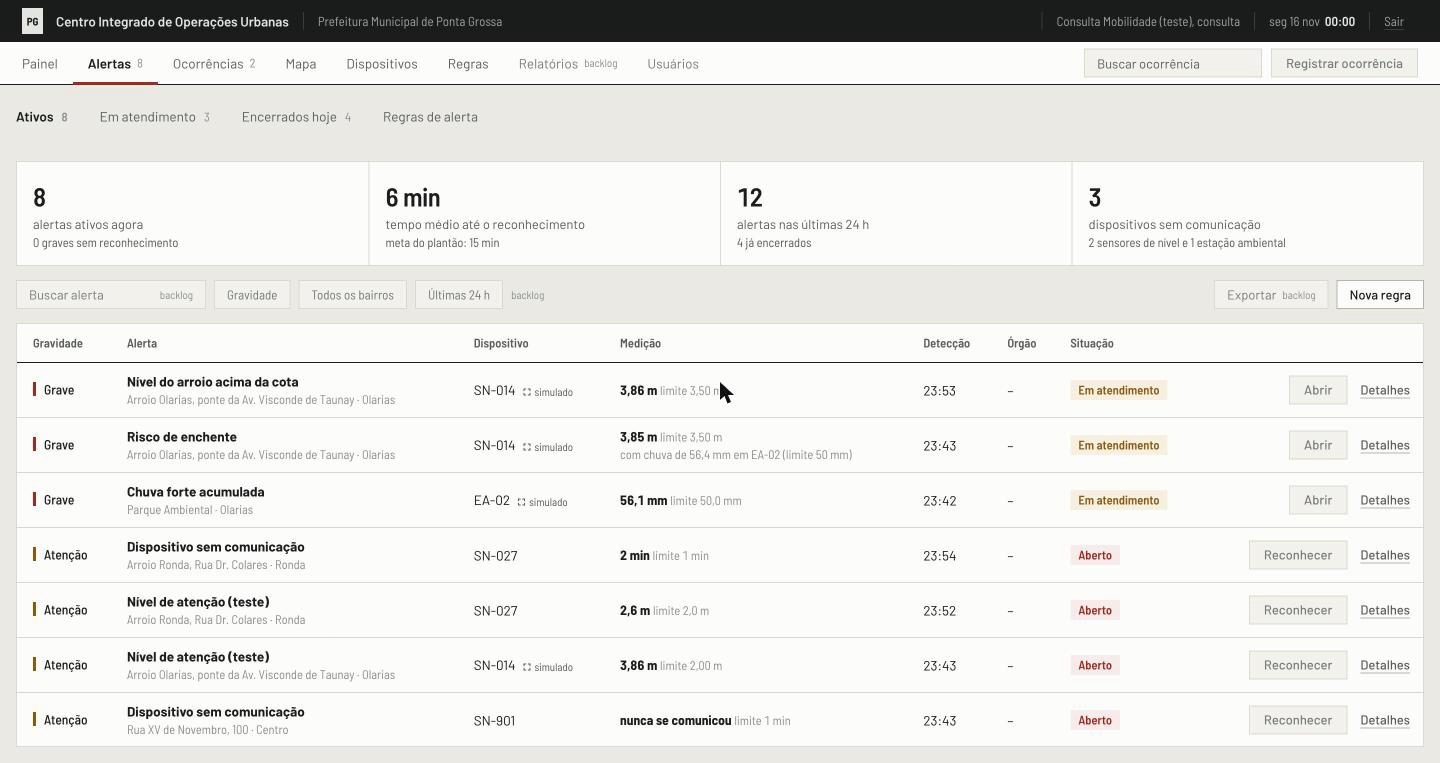 PG Centro Integrado de Operações Urbanas Prefeitura Municipal de Ponta Grossa Consulta Mobilidade (teste), consulta seg 16 nov 00:00 Sair
Painel Alertas 8 Ocorrências 2 Mapa Dispositivos Regras Relatórios backlog Usuários Buscar ocorrência Registrar ocorrência
Ativos 8 Em atendimento 3 Encerrados hoje 4 Regras de alerta
8
alertas ativos agora
0 graves sem reconhecimento
6 min
tempo médio até o reconhecimento
meta do plantão: 15 min
12
alertas nas últimas 24 h
4 já encerrados
3
dispositivos sem comunicação
2 sensores de nível e 1 estação ambiental
Buscar alerta backlog Gravidade Todos os bairros Últimas 24 h backlog Exportar backlog Nova regra
Gravidade Alerta Dispositivo Medição Detecção Órgão Situação
Grave Nível do arroio acima da cota SN-014 simulado 3,86 m limite 3,50 23:53 – Em atendimento Abrir Detalhes
Arroio Olarias, ponte da Av. Visconde de Taunay · Olarias
Grave Risco de enchente SN-014 simulado 3,85 m limite 3,50 m 23:43 – Em atendimento Abrir Detalhes
Arroio Olarias, ponte da Av. Visconde de Taunay · Olarias com chuva de 56,4 mm em EA-02 (limite 50 mm)
Grave Chuva forte acumulada EA-02 simulado 56,1 mm limite 50,0 mm 23:42 – Em atendimento Abrir Detalhes
Parque Ambiental · Olarias
Atenção Dispositivo sem comunicação SN-027 2 min limite 1 min 23:54 – Aberto Reconhecer Detalhes
Arroio Ronda, Rua Dr. Colares · Ronda
Atenção Nível de atenção (teste) SN-027 2,6 m limite 2,0 m 23:52 – Aberto Reconhecer Detalhes
Arroio Ronda, Rua Dr. Colares · Ronda
Atenção Nível de atenção (teste) SN-014 simulado 3,86 m limite 2,00 m 23:43 – Aberto Reconhecer Detalhes
Arroio Olarias, ponte da Av. Visconde de Taunay · Olarias
Atenção Dispositivo sem comunicação SN-901 nunca se comunicou limite 1 min 23:43 – Aberto Reconhecer Detalhes
Rua XV de Novembro, 100 · Centro